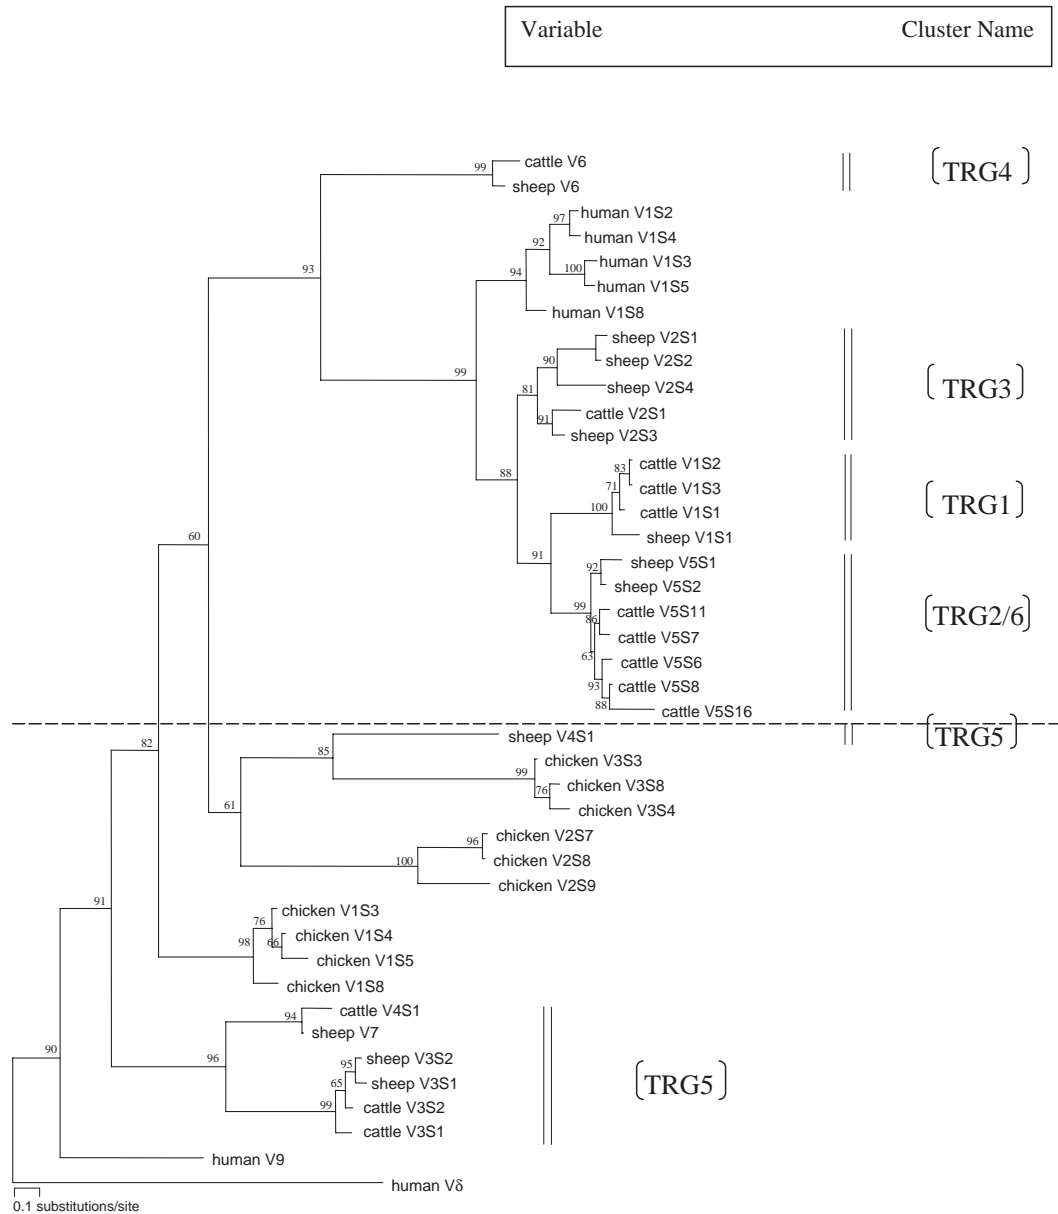 Variable Cluster Name
99 cattle V6
sheep V6
[TRG4]
human V1S2
97
human V1S4
92
human V1S3
100
human V1S5
94
human V1S8
93
sheep V2S1
sheep V2S2
90
sheep V2S4
81
cattle V2S1
91
sheep V2S3
[TRG3]
99
cattle V1S2
83
cattle V1S3
71
cattle V1S1
100
sheep V1S1
[TRG1]
88
91
sheep V5S1
92
sheep V5S2
99
cattle V5S11
86
cattle V5S7
63
cattle V5S6
93
cattle V5S8
88
cattle V5S16
[TRG2/6]
60
82
sheep V4S1
[TRG5]
85
chicken V3S3
99
chicken V3S8
76
chicken V3S4
61
chicken V2S7
96
chicken V2S8
100
chicken V2S9
91
chicken V1S3
76
chicken V1S4
66
98
chicken V1S5
chicken V1S8
cattle V4S1
94
sheep V7
96
90
sheep V3S2
95
sheep V3S1
65
cattle V3S2
99
cattle V3S1
[TRG5]
human V9
human Vδ
0.1 substitutions/site